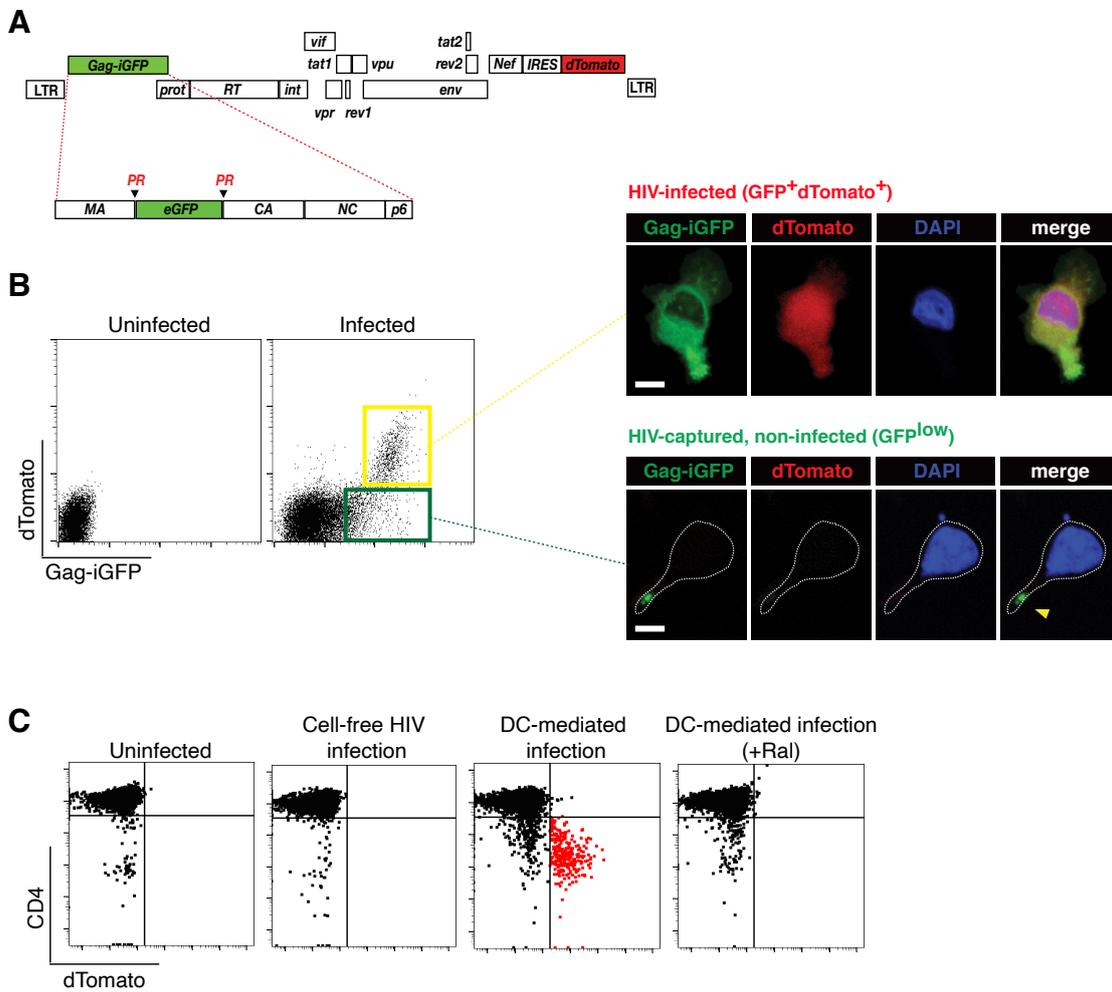 A
vif
tat2
Gag-iGFP
tat1
vpu
rev2
Nef IRES dTomato
LTR
prot RT int
env
LTR
vpr rev1
PR PR
MA eGFP CA NC p6
HIV-infected (GFP+dTomato+)
Gag-iGFP dTomato DAPI merge
B
Uninfected Infected
dTomato
Gag-iGFP
HIV-captured, non-infected (GFPlow)
Gag-iGFP dTomato DAPI merge
C
Uninfected
Cell-free HIV
infection
DC-mediated
infection
DC-mediated infection
(+Ral)
CD4
dTomato